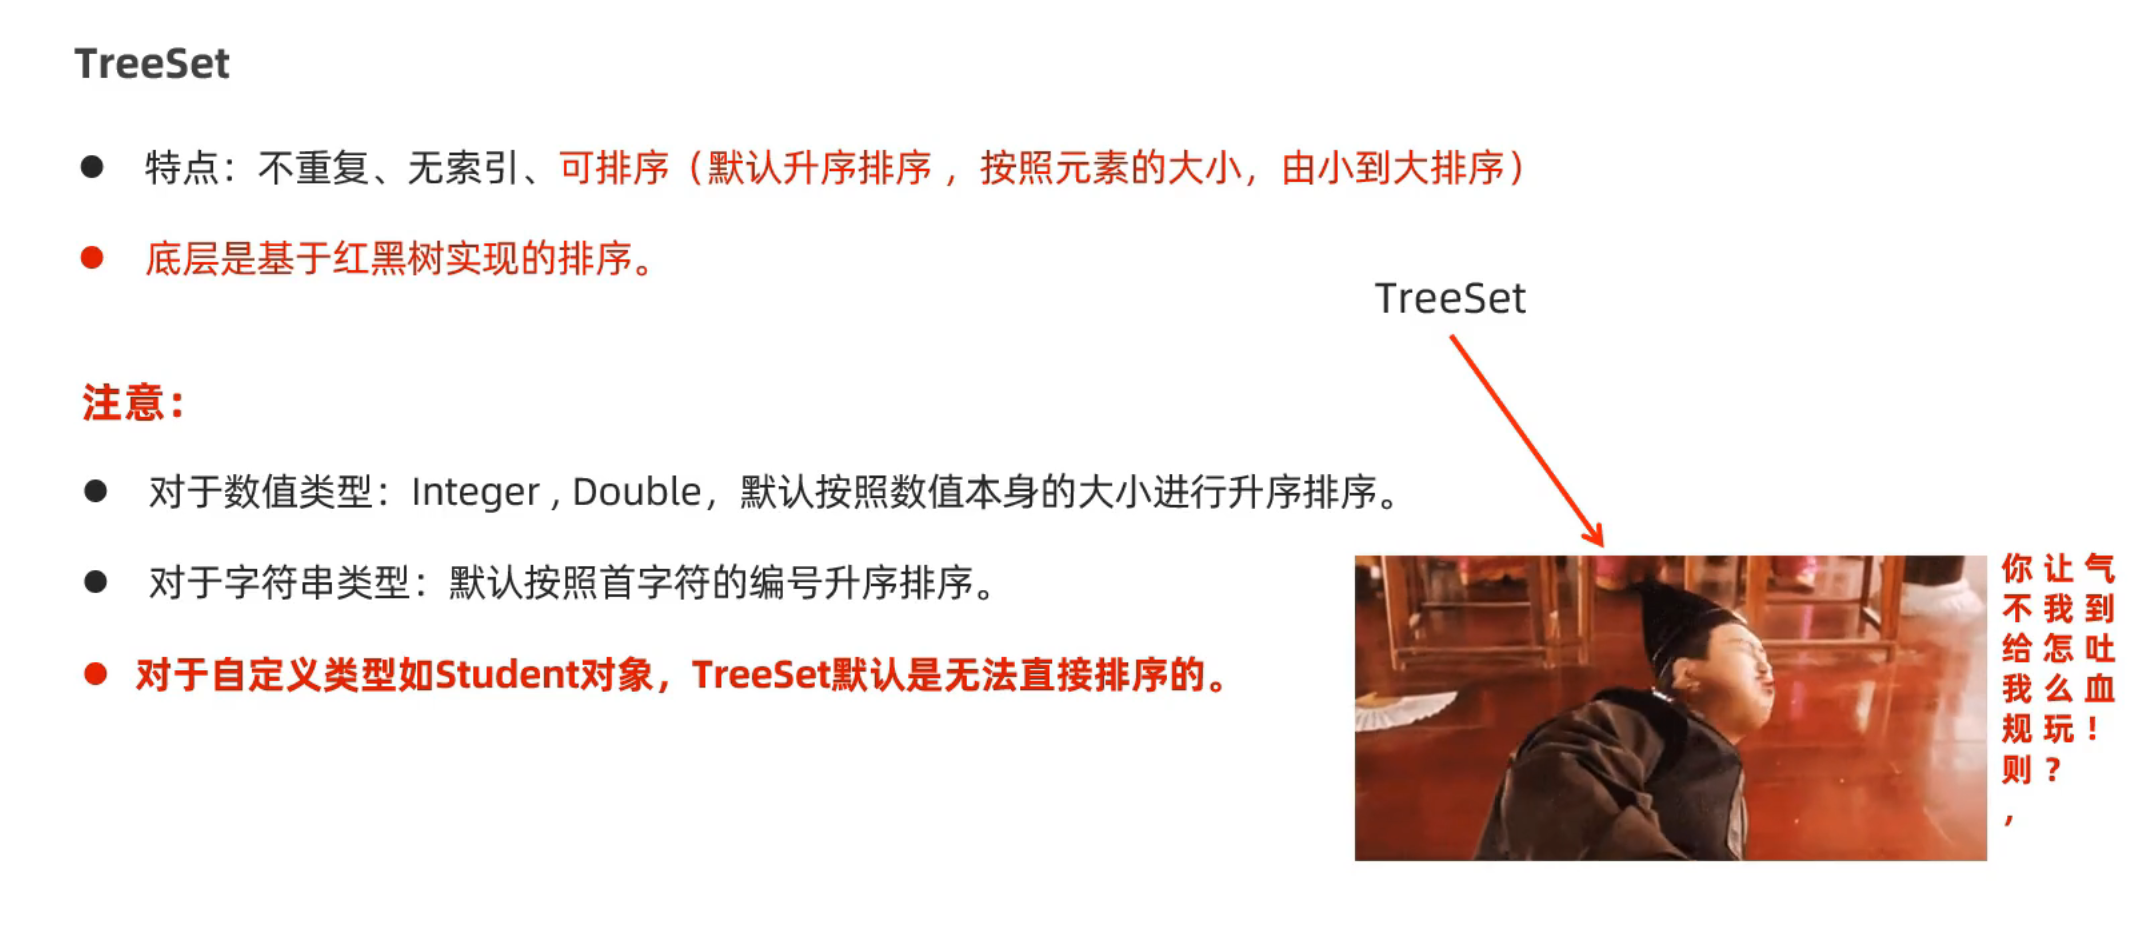 TreeSet
特点：不重复、无索引、可排序（默认升序排序 ，按照元素的大小，由小到大排序）
底层是基于红黑树实现的排序。
TreeSet
注意：
对于数值类型：Integer , Double，默认按照数值本身的大小进行升序排序。
对于字符串类型：默认按照首字符的编号升序排序。
对于自定义类型如Student对象，TreeSet默认是无法直接排序的。
你不给我规则，
让我怎么玩？
气到吐血！